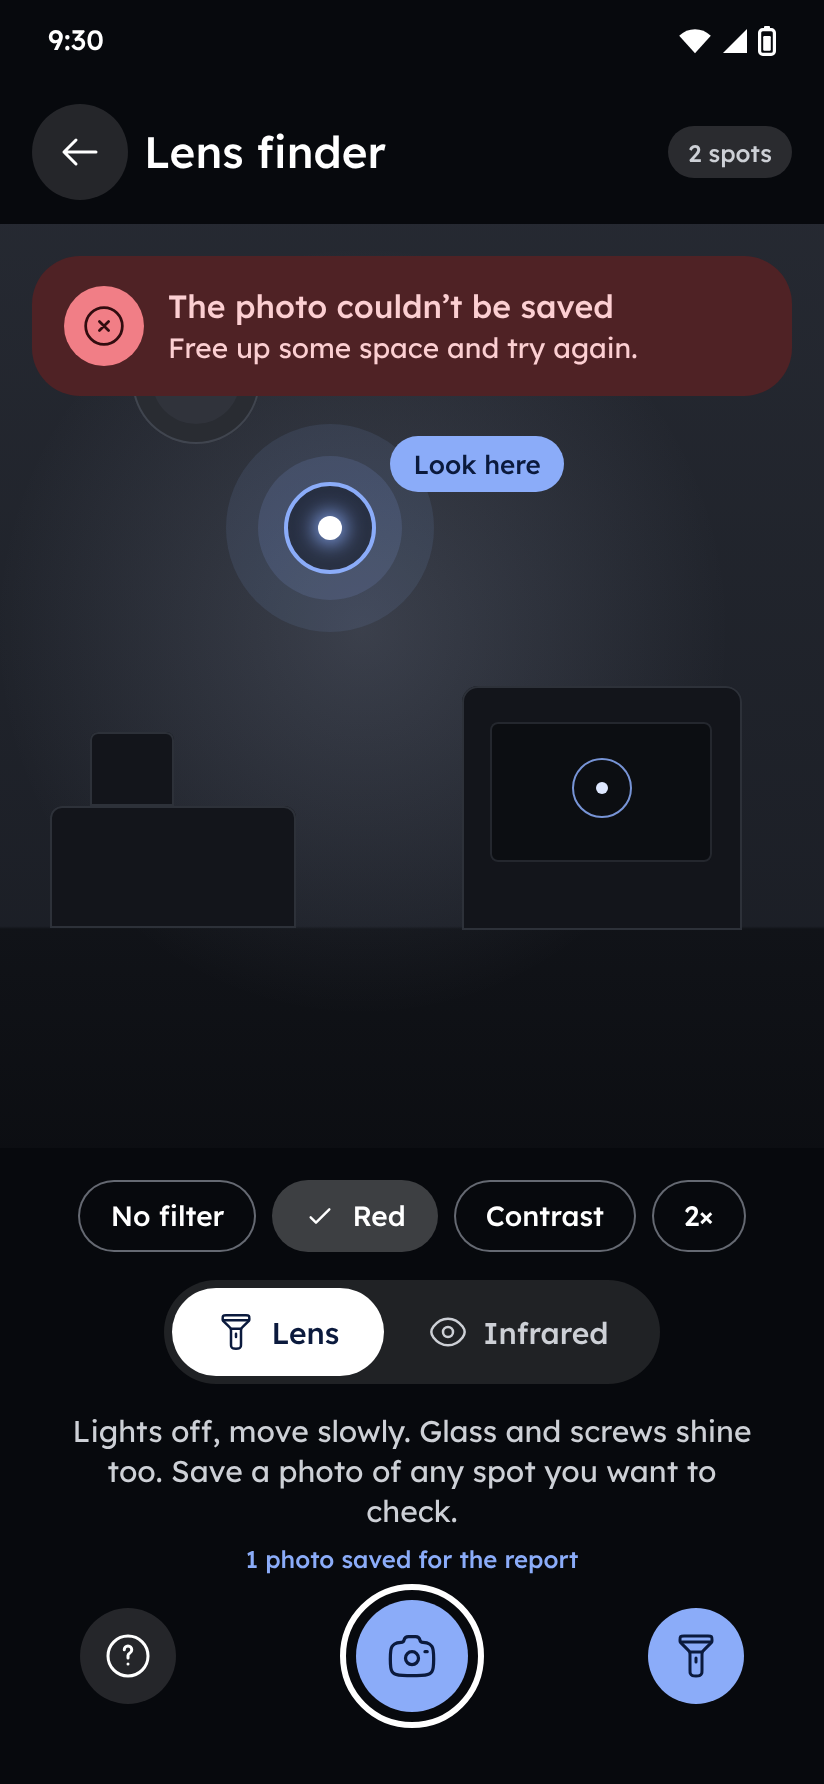 9:30
Lens finder
2 spots
The photo couldn’t be saved
Free up some space and try again.
Look here
No filter
Red
Contrast
2×
Lens
Infrared
Lights off, move slowly. Glass and screws shine
too. Save a photo of any spot you want to
check.
1 photo saved for the report